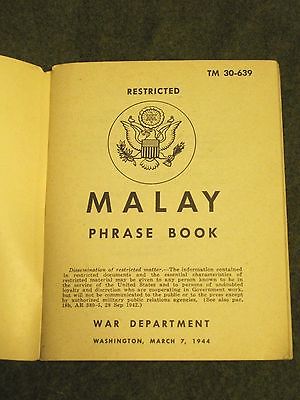 TM 30-639
RESTRICTED
MALAY
PHRASE BOOK
Dissemination of restricted matter.—The information contained
in restricted documents and the essential characteristics of
restricted material may be given to any person known to be in
the service of the United States and to persons of undoubted
loyalty and discretion who are cooperating in Government work,
but will not be communicated to the public or to the press except
by authorized military public relations agencies. (See also par.
18b, AR 380-5, 28 Sep 1942.)
WAR DEPARTMENT
WASHINGTON, MARCH 7, 1944